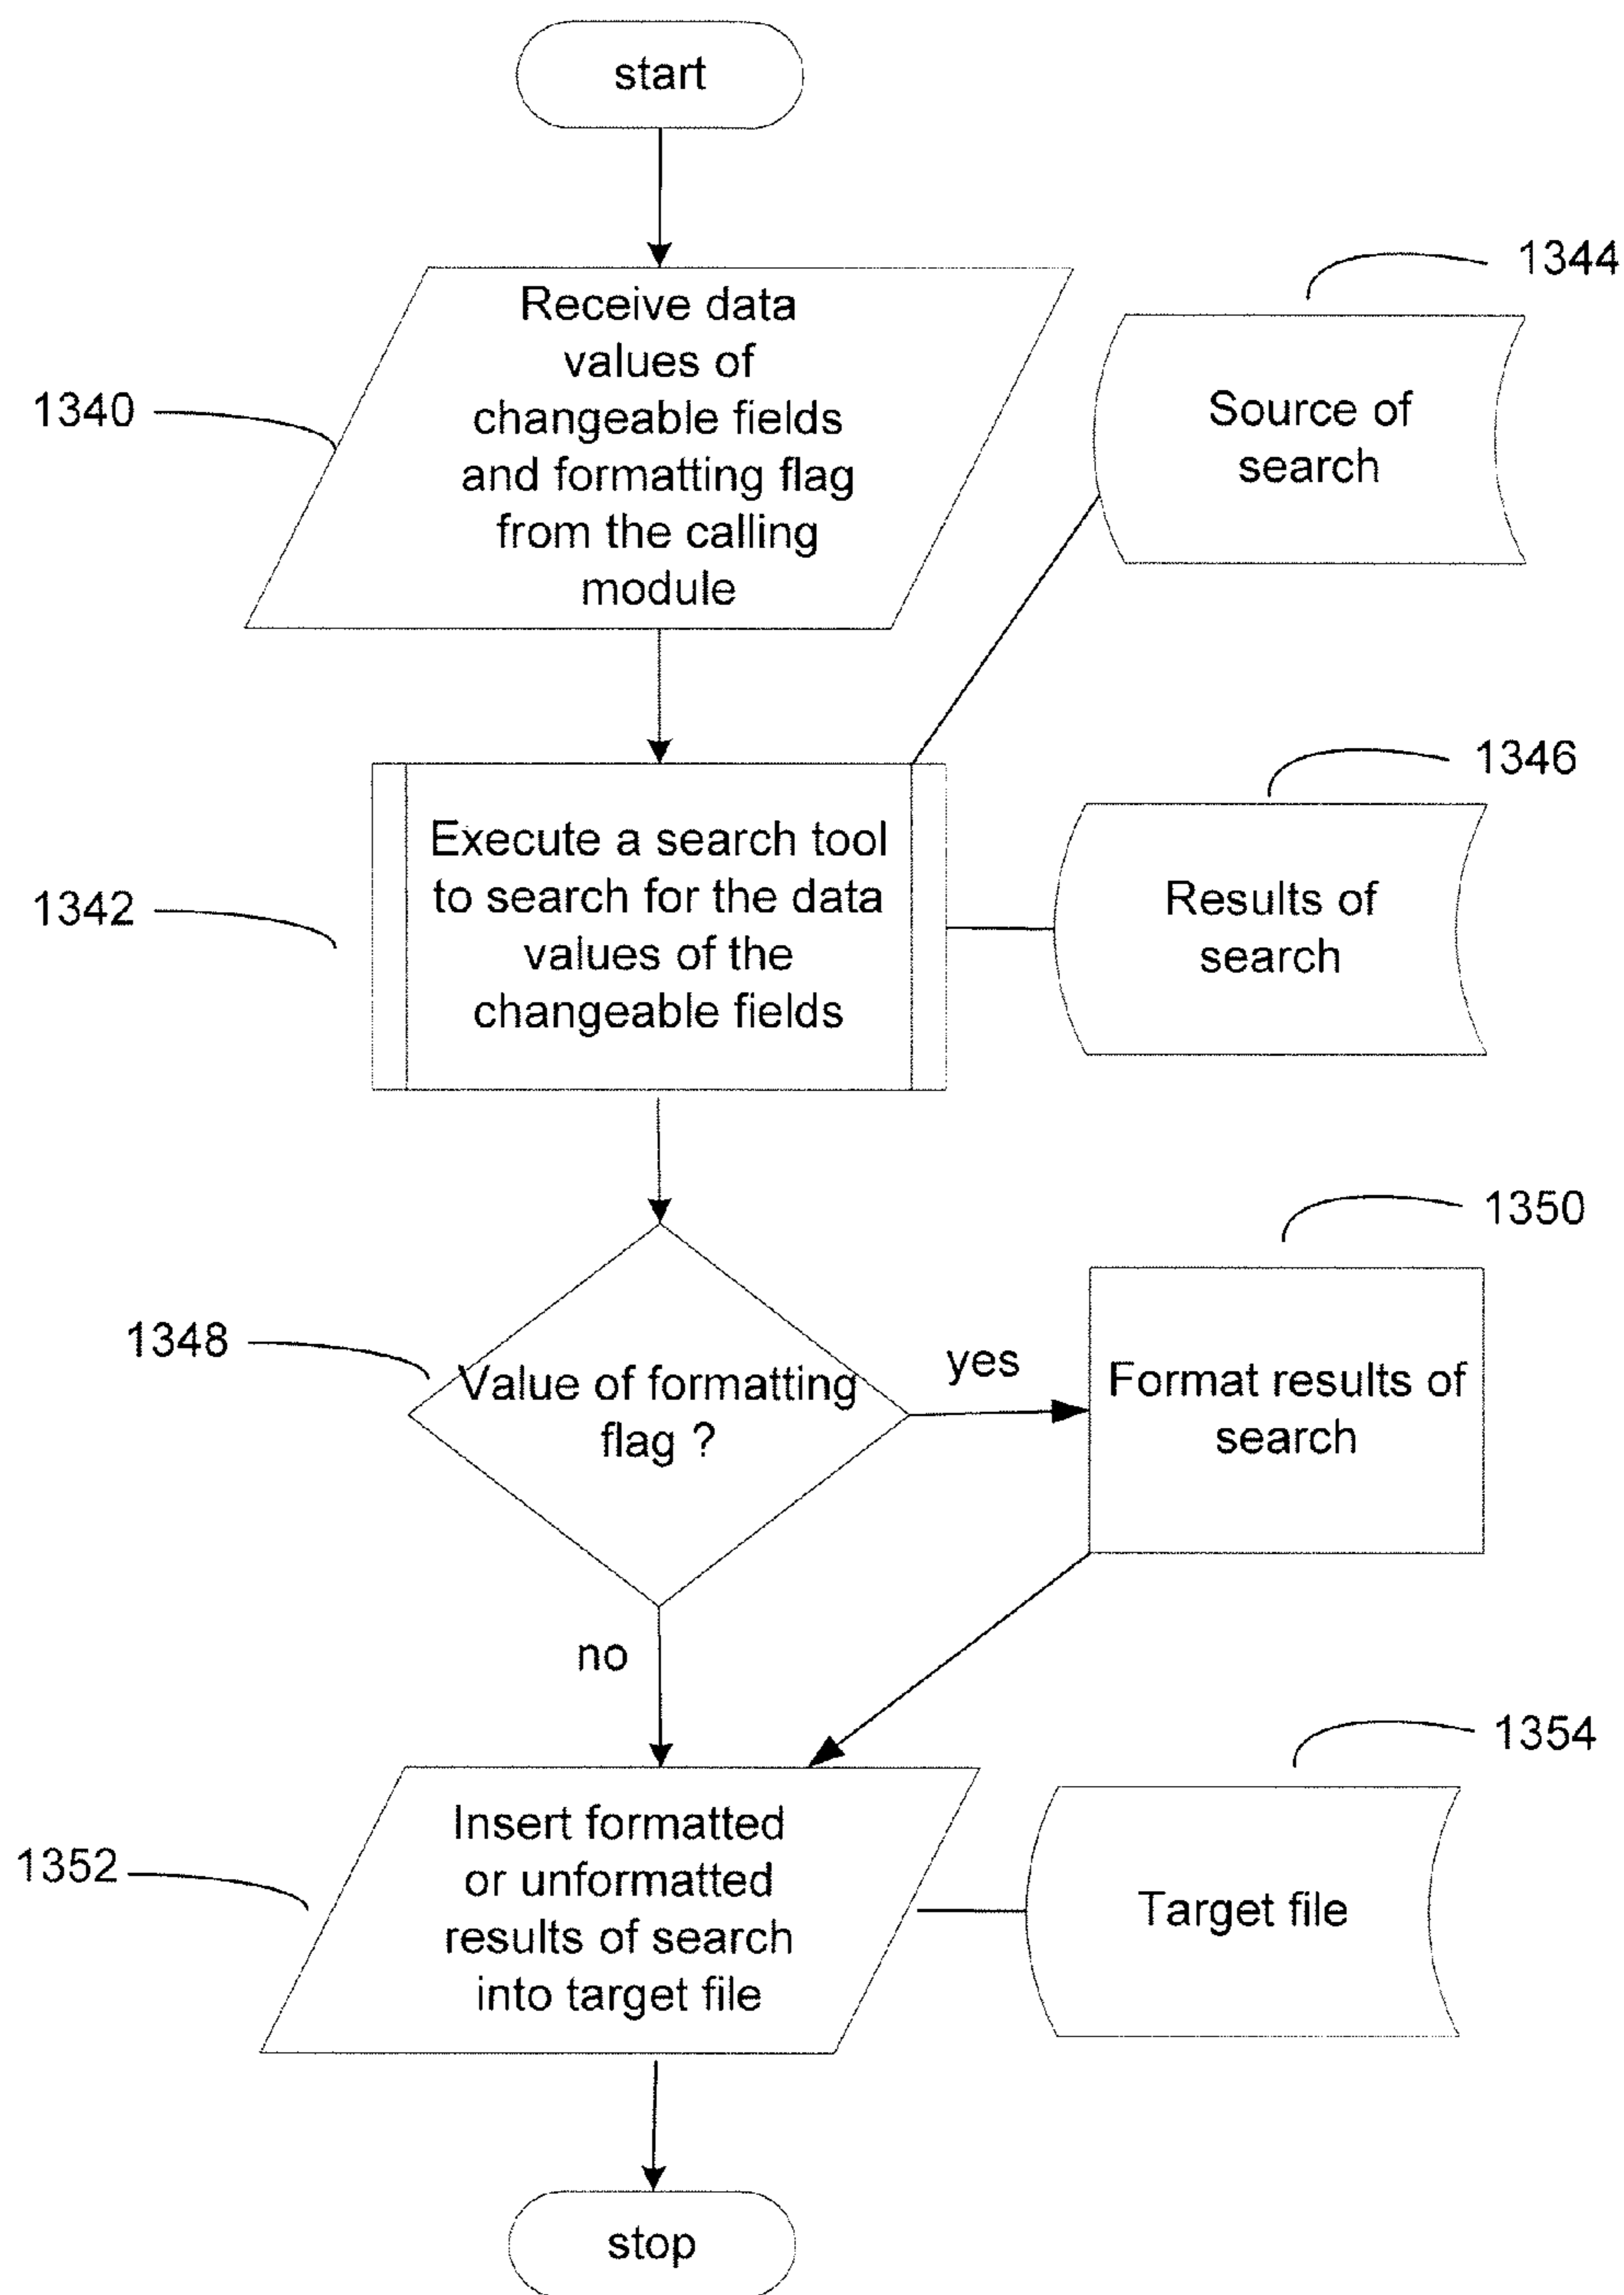 start
1340
Receive data
values of
changeable fields
and formatting flag
from the calling
module
1344
Source of
search
1342
Execute a search tool
to search for the data
values of the
changeable fields
1346
Results of
search
1348
Value of formatting
flag ?
yes
1350
Format results of
search
no
1352
Insert formatted
or unformatted
results of search
into target file
1354
Target file
stop